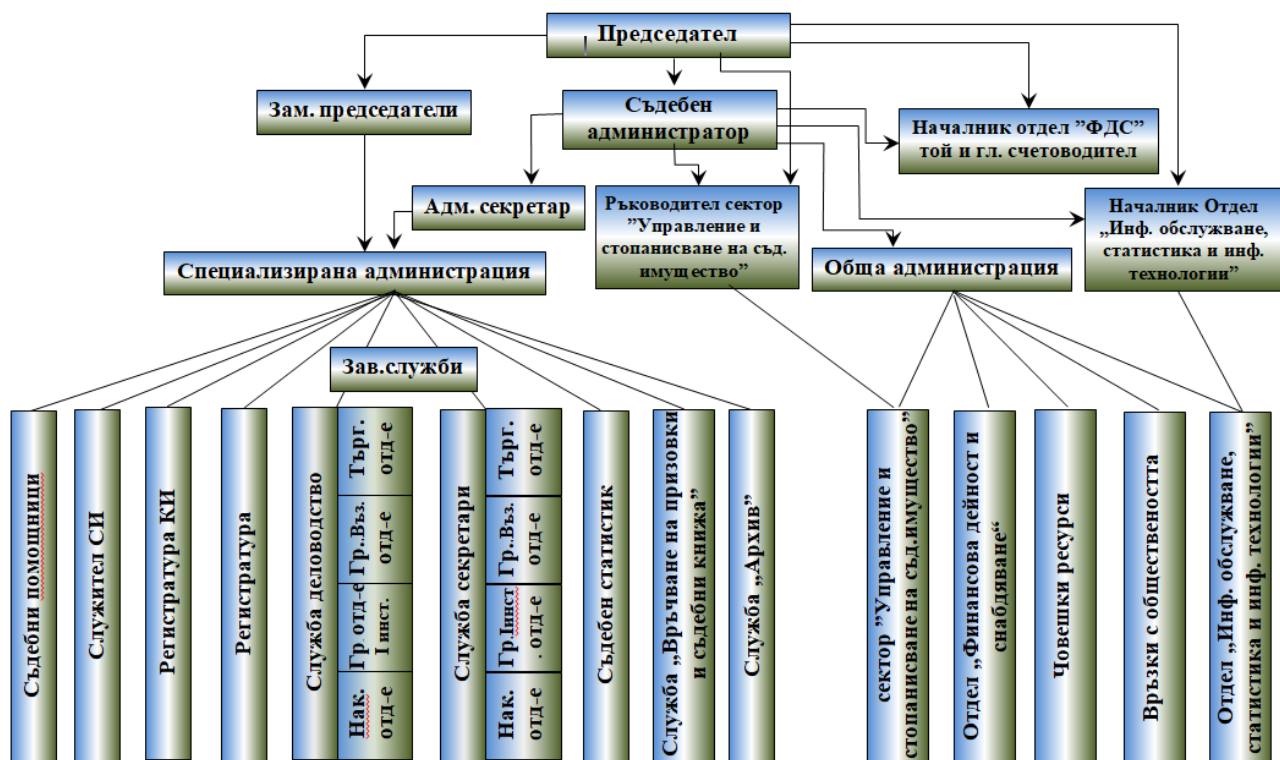 Председател
Зам. председатели
Съдебен
администратор
Началник отдел ”ФДС”
той и гл. счетоводител
Адм. секретар
Ръководител сектор
”Управление и
стопанисване на съд.
имущество”
Началник Отдел
„Инф. обслужване,
статистика и инф.
технологии”
Специализирана администрация
Обща администрация
Зав.служби
Съдебни помощници
Служител СИ
Регистратура КИ
Регистратура
Служба деловодство
Търг.
отд-е
Гр.Въз.
отд-е
Гр отд-е
I инст.
Нак.
отд-е
Служба секретари
Търг.
отд-е
Гр.Въз.
отд-е
Гр.Iинст
. отд-е
Нак.
отд-е
Съдебен статистик
Служба „Връчване на призовки
и съдебни книжа”
Служба „Архив”
сектор ”Управление и
стопанисване на съд.имущество”
Отдел „Финансова дейност и
снабдяване“
Човешки ресурси
Връзки с обществеността
Отдел „Инф. обслужване,
статистика и инф. технологии”